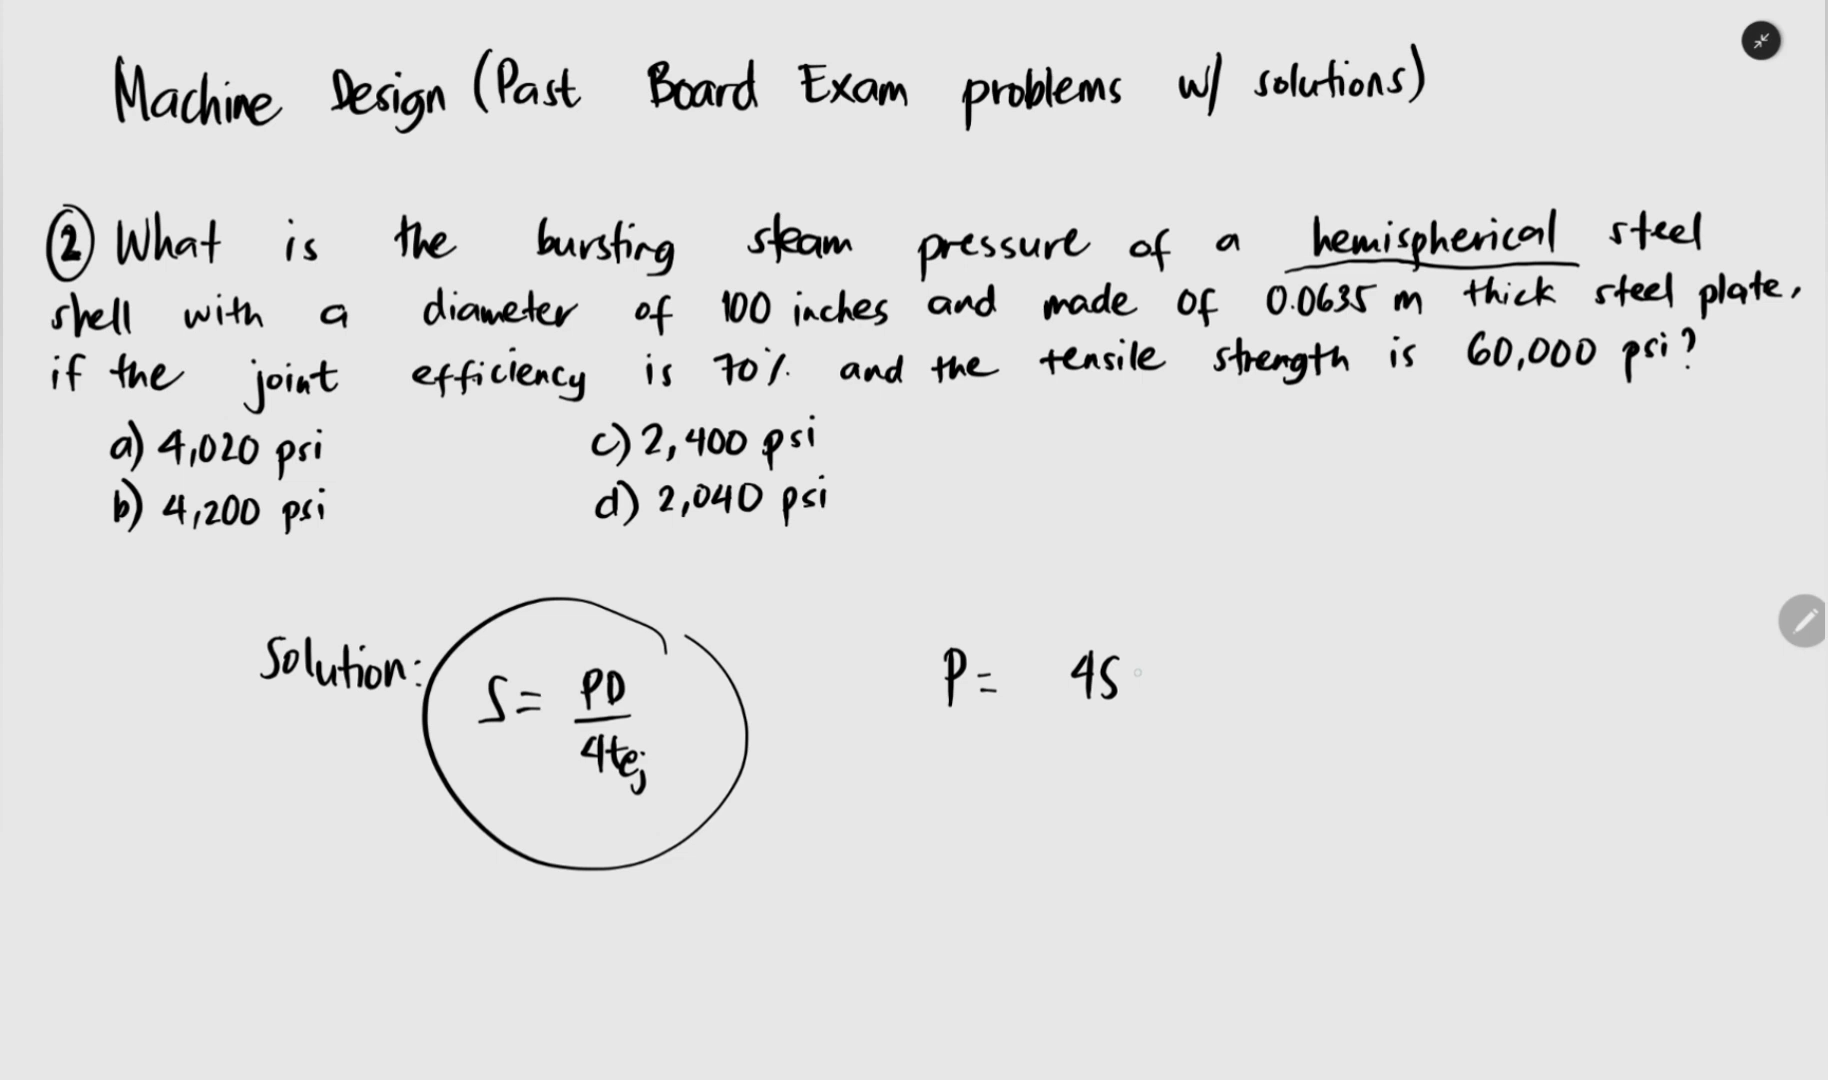 Machine Design (Past Board Exam problems w/ solutions)
② What is the bursting steam pressure of a hemispherical steel
shell with a diameter of 100 inches and made of 0.0635 m thick steel plate,
if the joint efficiency is 70% and the tensile strength is 60,000 psi?
a) 4,020 psi c) 2,400 psi
b) 4,200 psi d) 2,040 psi
Solution: S = PD / 4tej P = 4S